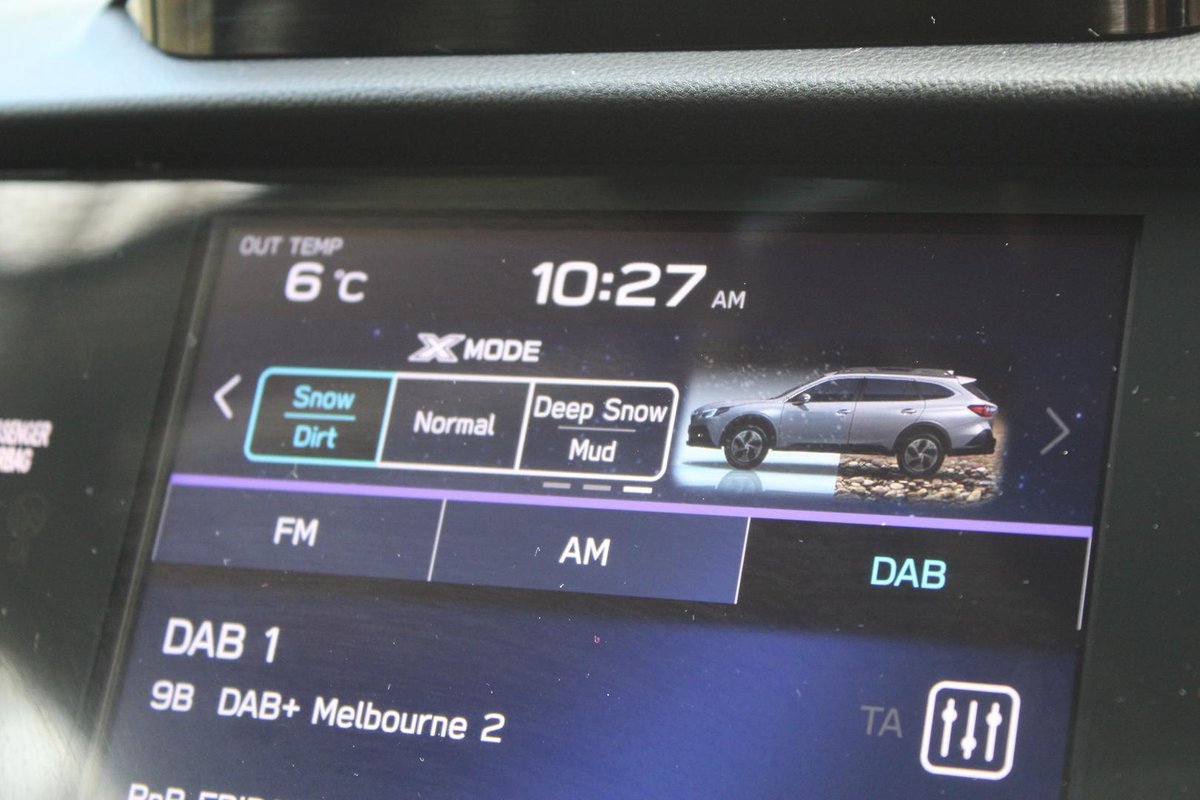 OUT TEMP
6 °C
10:27 AM
X MODE
Snow
Dirt
Normal
Deep Snow
Mud
FM
AM
DAB
DAB 1
9B DAB+ Melbourne 2
TA